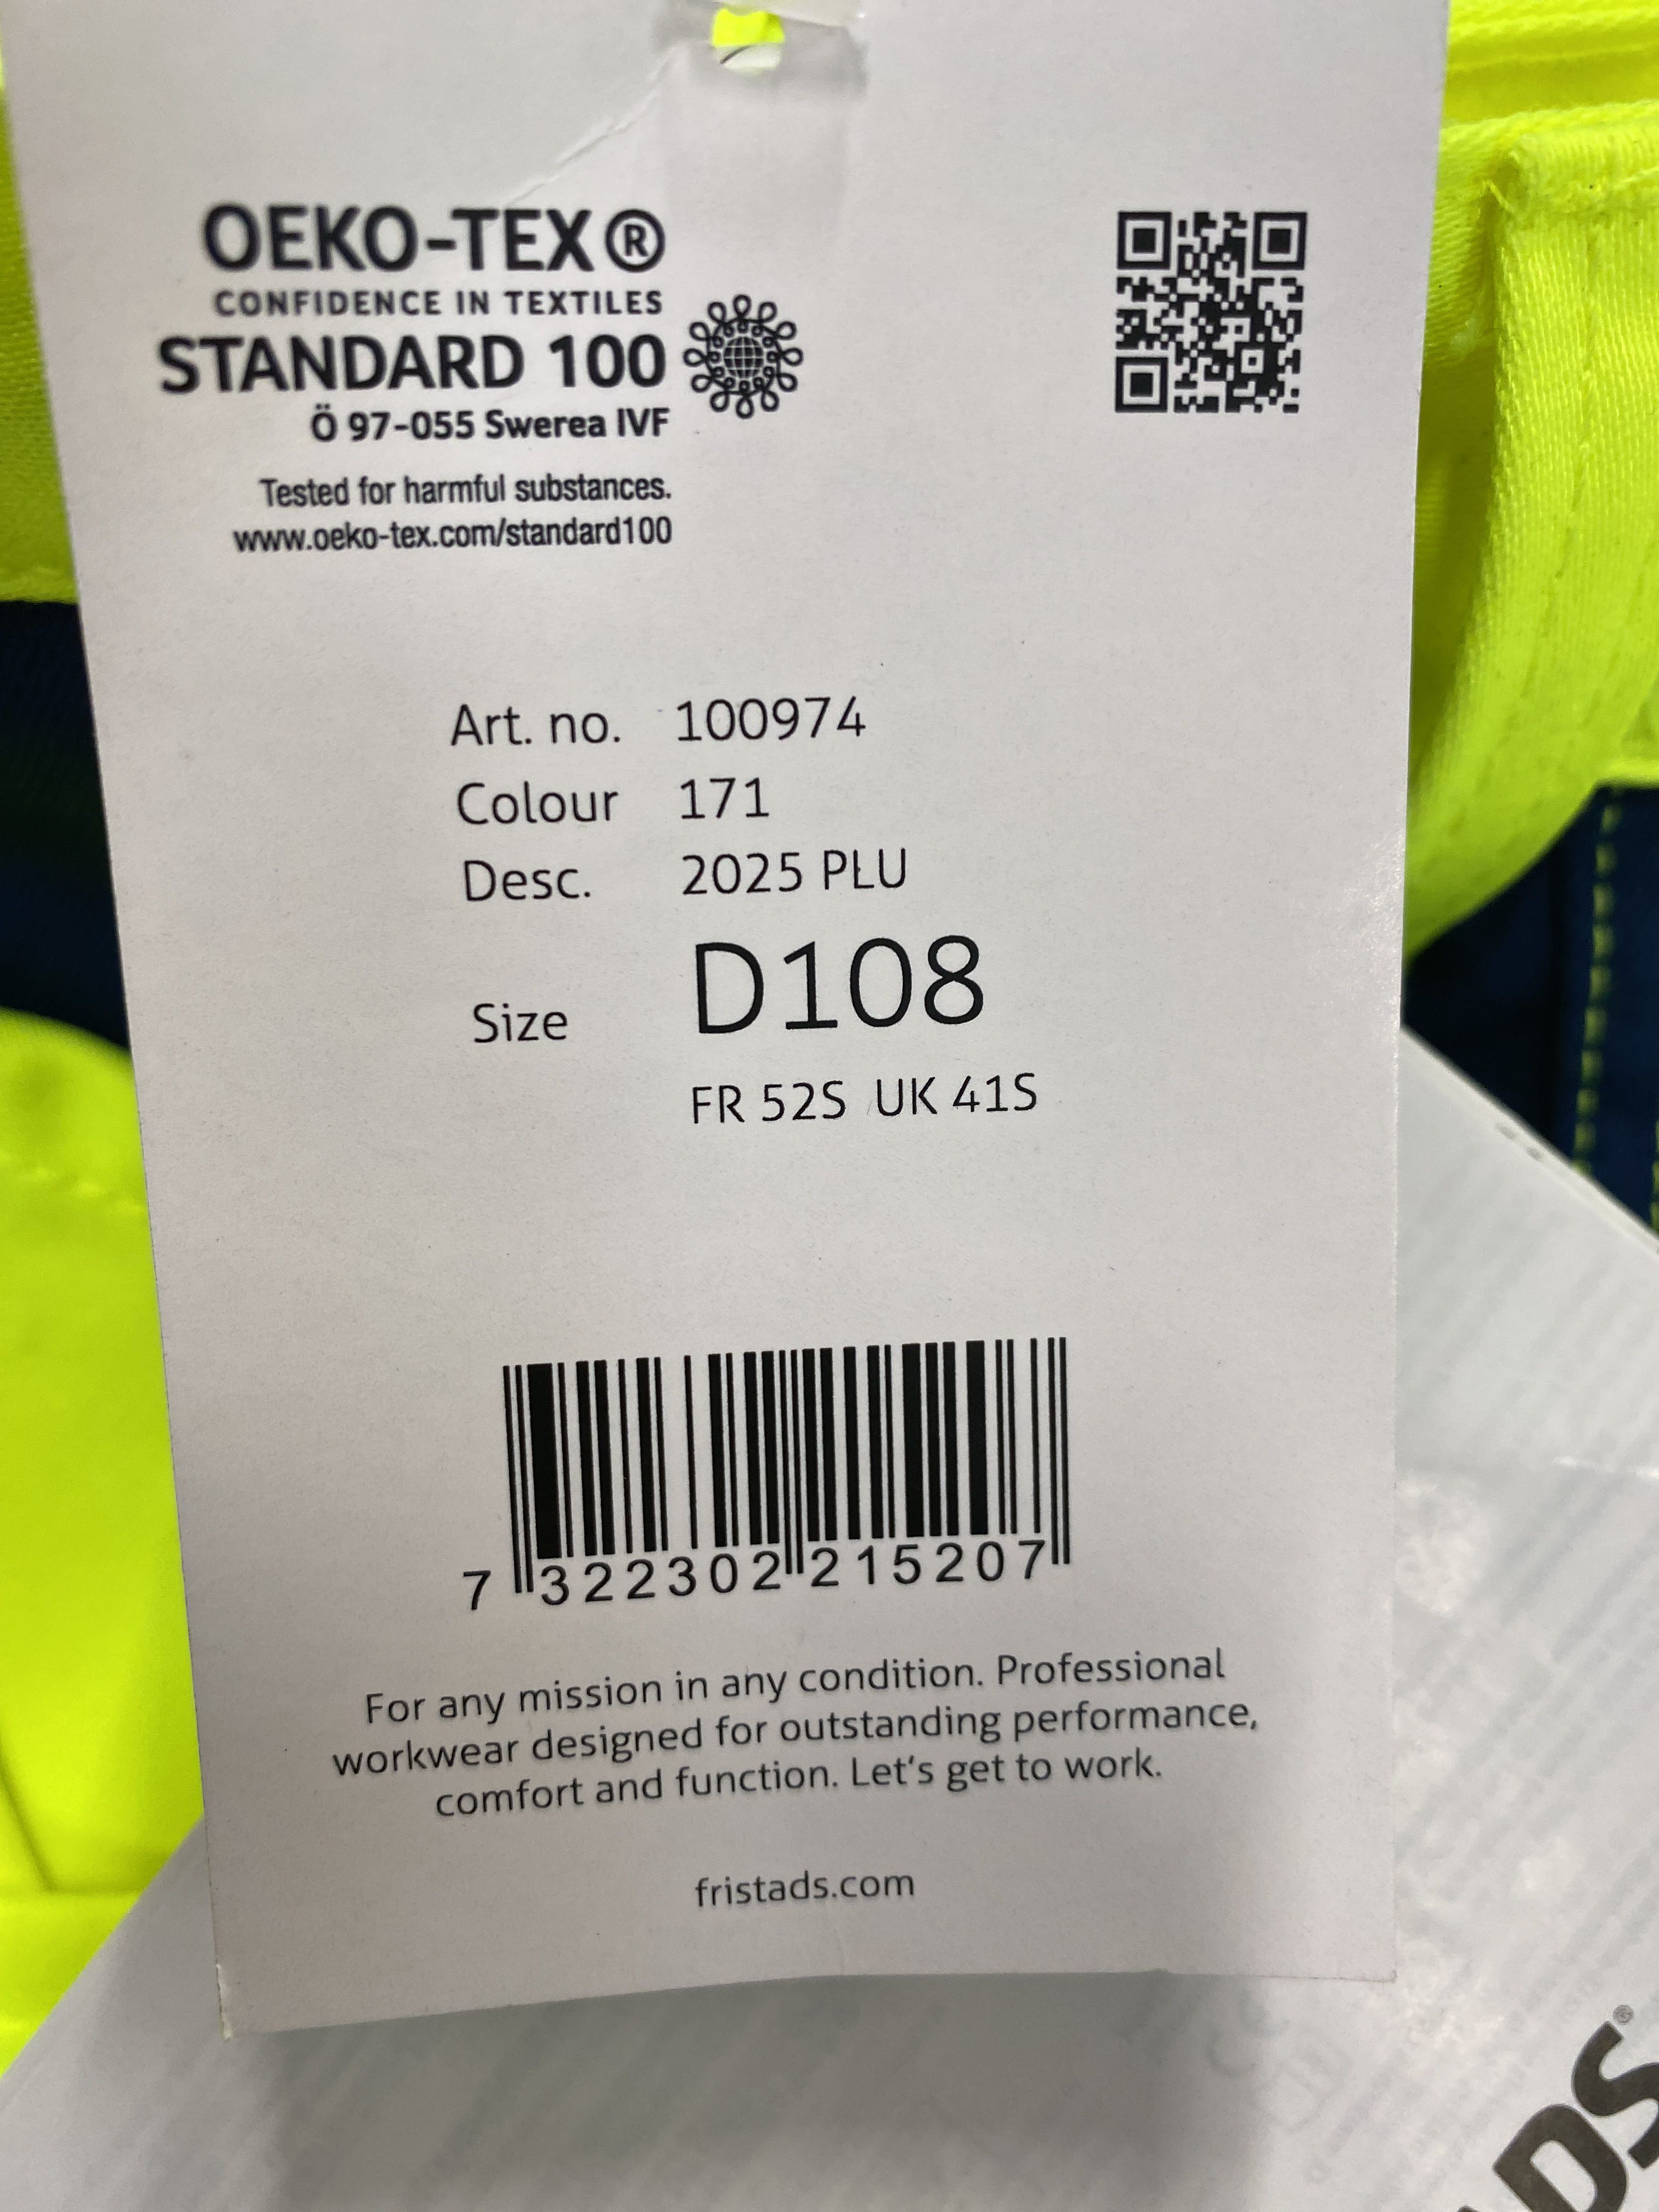 OEKO-TEX®
CONFIDENCE IN TEXTILES
STANDARD 100
Ö 97-055 Swerea IVF
Tested for harmful substances.
www.oeko-tex.com/standard100
Art. no. 100974
Colour 171
Desc. 2025 PLU
Size D108
FR 52S UK 41S
7 322302 215207
For any mission in any condition. Professional
workwear designed for outstanding performance,
comfort and function. Let's get to work.
fristads.com